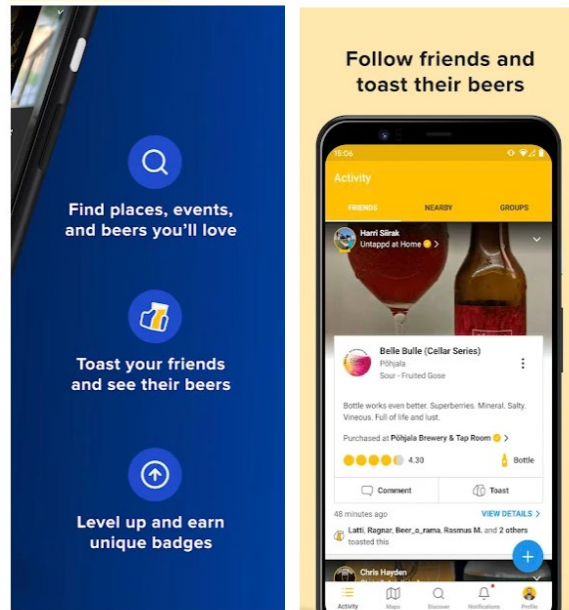 Find places, events,
and beers you'll love
Toast your friends
and see their beers
Level up and earn
unique badges
Follow friends and
toast their beers
15:06
Activity
FRIENDS NEARBY GROUPS
Harri Siirak
Untappd at Home >
Belle Bulle (Cellar Series)
Põhjala
Sour - Fruited Gose
Bottle works even better. Superberries. Mineral. Salty.
Vineous. Full of life and lust.
Purchased at Põhjala Brewery & Tap Room >
4.30 Bottle
Comment Toast
48 minutes ago VIEW DETAILS >
Latti, Ragnar, Beer_o_rama, Rasmus M. and 2 others
toasted this
Chris Hayden
Activity Maps Discover Notifications Profile